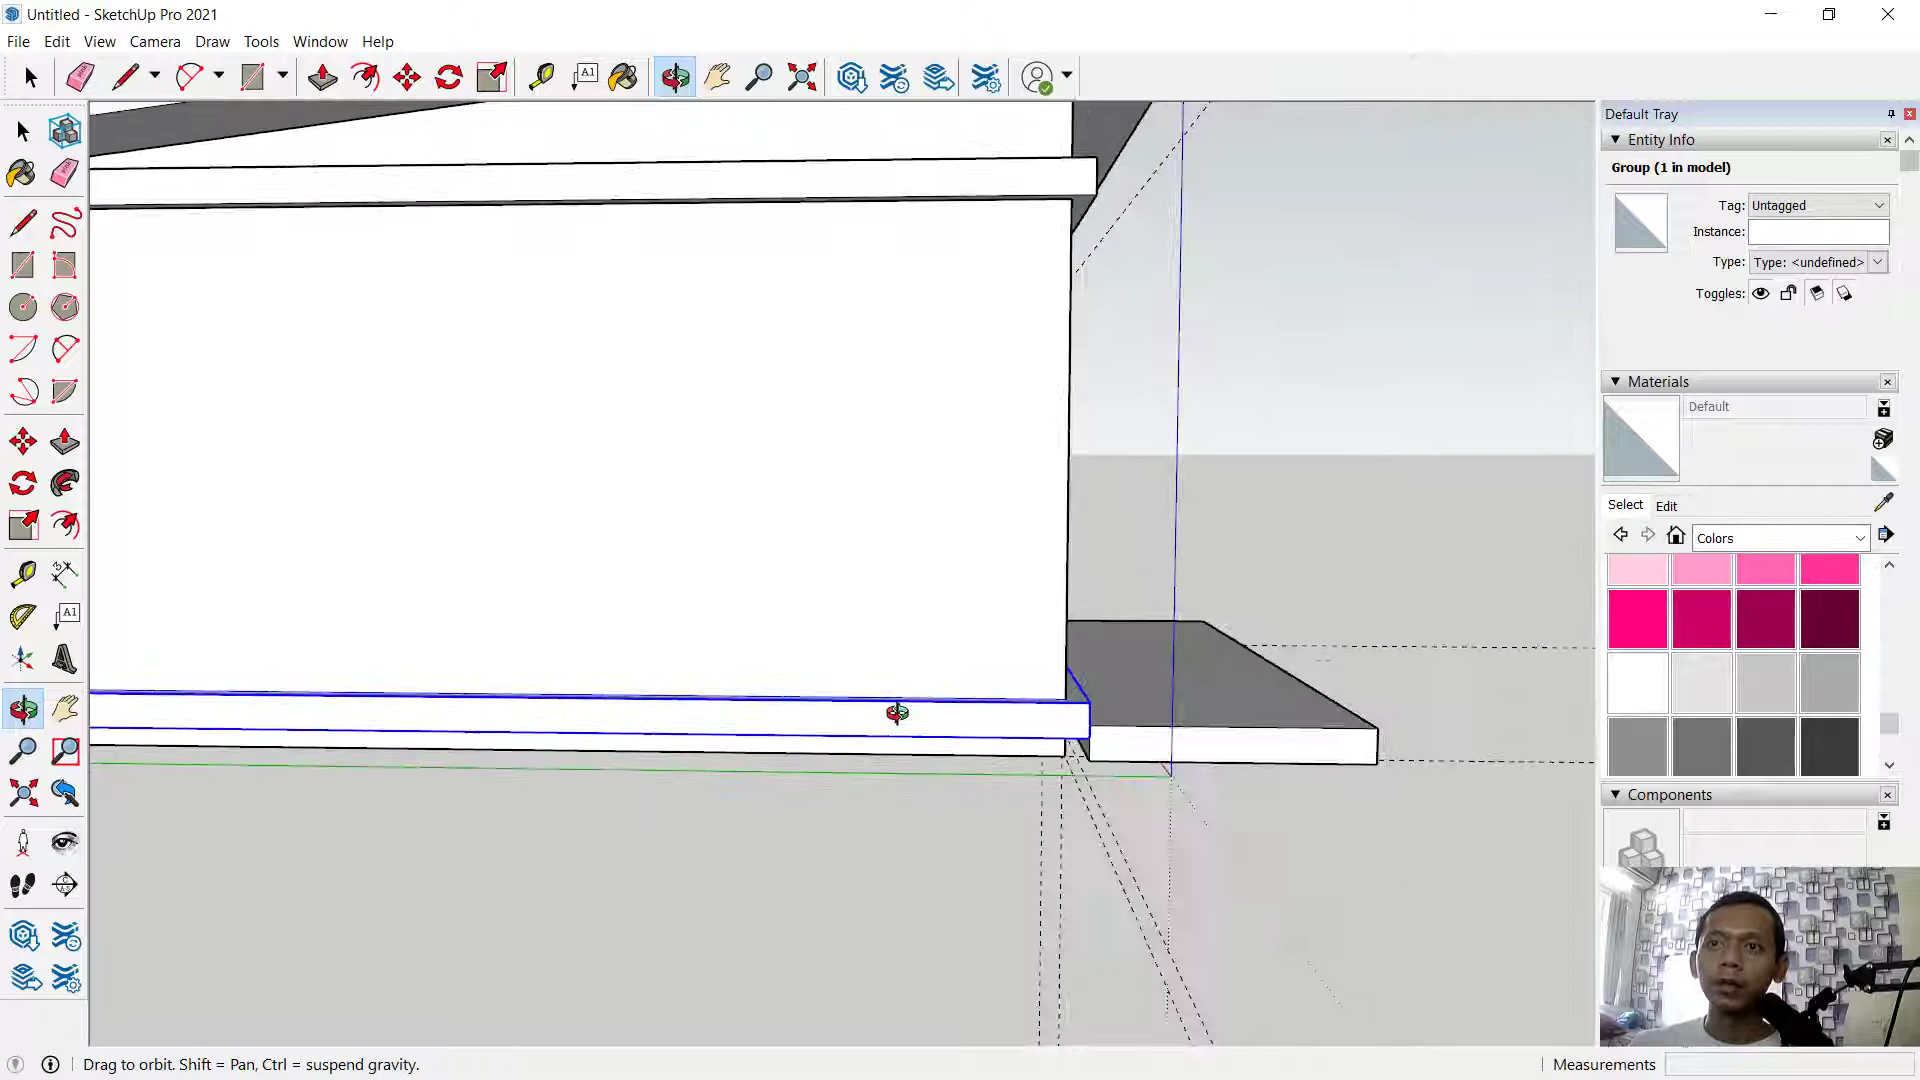 Untitled - SketchUp Pro 2021
File Edit View Camera Draw Tools Window Help
A1
Default Tray
Entity Info
Group (1 in model)
Tag: Untagged
Instance:
Type: Type: <undefined>
Toggles:
Materials
Default
Select Edit
Colors
A1
Components
Drag to orbit. Shift = Pan, Ctrl = suspend gravity.
Measurements